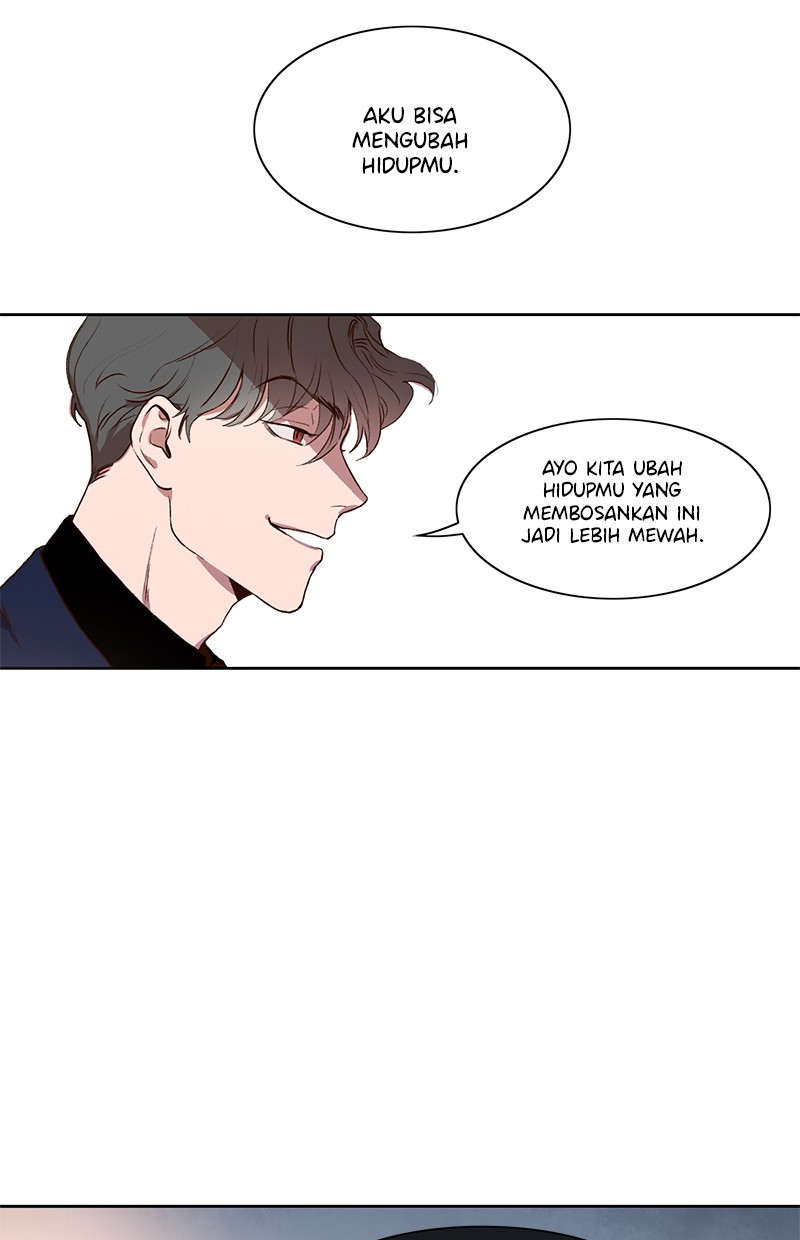 AKU BISA
MENGUBAH
HIDUPMU.
AYO KITA UBAH
HIDUPMU YANG
MEMBOSANKAN INI
JADI LEBIH MEWAH.